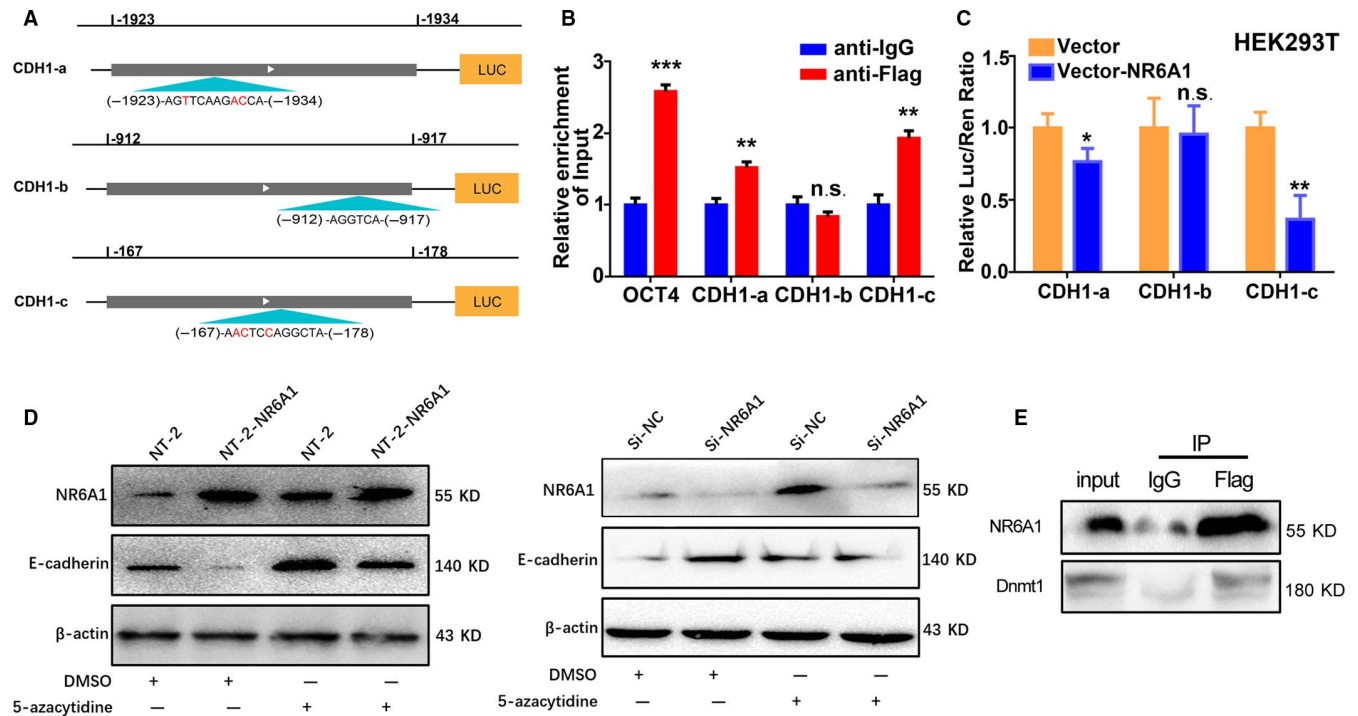 A
-1923 -1934
CDH1-a LUC
(−1923)-AGTTCAAGACCA-(−1934)
-912 -917
CDH1-b LUC
(−912) -AGGTCA-(−917)
-167 -178
CDH1-c LUC
(−167)-AACTCCAGGCTA-(−178)
B
anti-IgG
anti-Flag
Relative enrichment
of Input
3
2
1
0
***
**
n.s.
**
OCT4 CDH1-a CDH1-b CDH1-c
C
HEK293T
Vector
Vector-NR6A1
Relative Luc/Ren Ratio
1.5
1.0
0.5
0.0
*
n.s.
**
CDH1-a CDH1-b CDH1-c
D
NT-2 NT-2-NR6A1 NT-2 NT-2-NR6A1
NR6A1 55 KD
E-cadherin 140 KD
β-actin 43 KD
DMSO + + — —
5-azacytidine — — + +
Si-NC Si-NR6A1 Si-NC Si-NR6A1
NR6A1 55 KD
E-cadherin 140 KD
β-actin 43 KD
+ + — —
— — + +
E
IP
input IgG Flag
NR6A1 55 KD
Dnmt1 180 KD